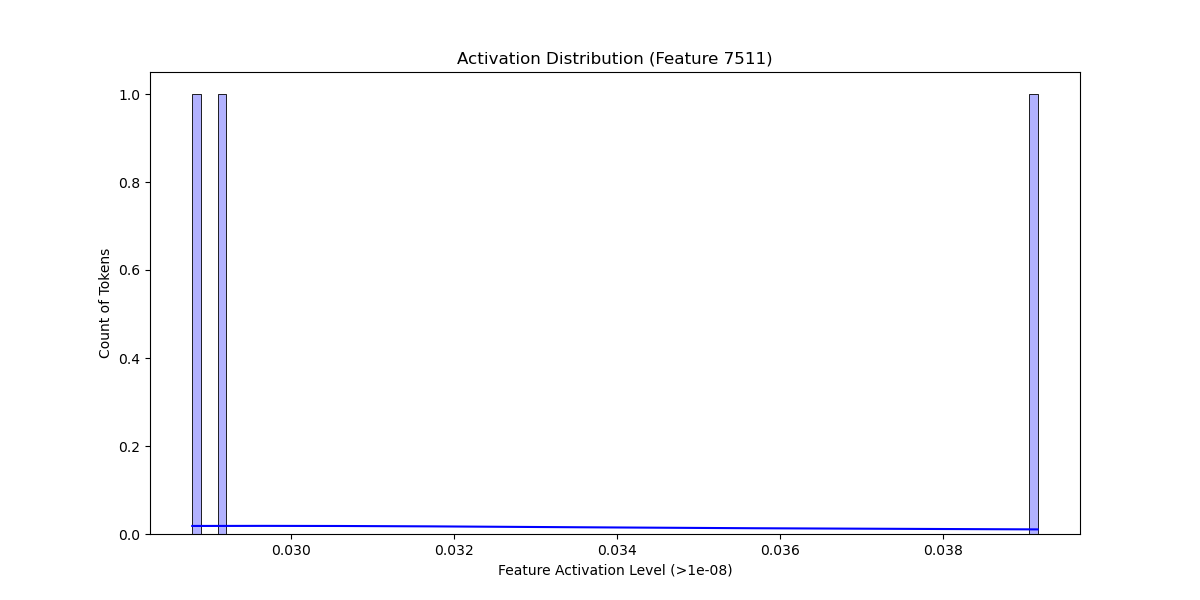 Activation Distribution (Feature 7511)
Count of Tokens
1.0
0.8
0.6
0.4
0.2
0.0
0.030 0.032 0.034 0.036 0.038
Feature Activation Level (>1e-08)